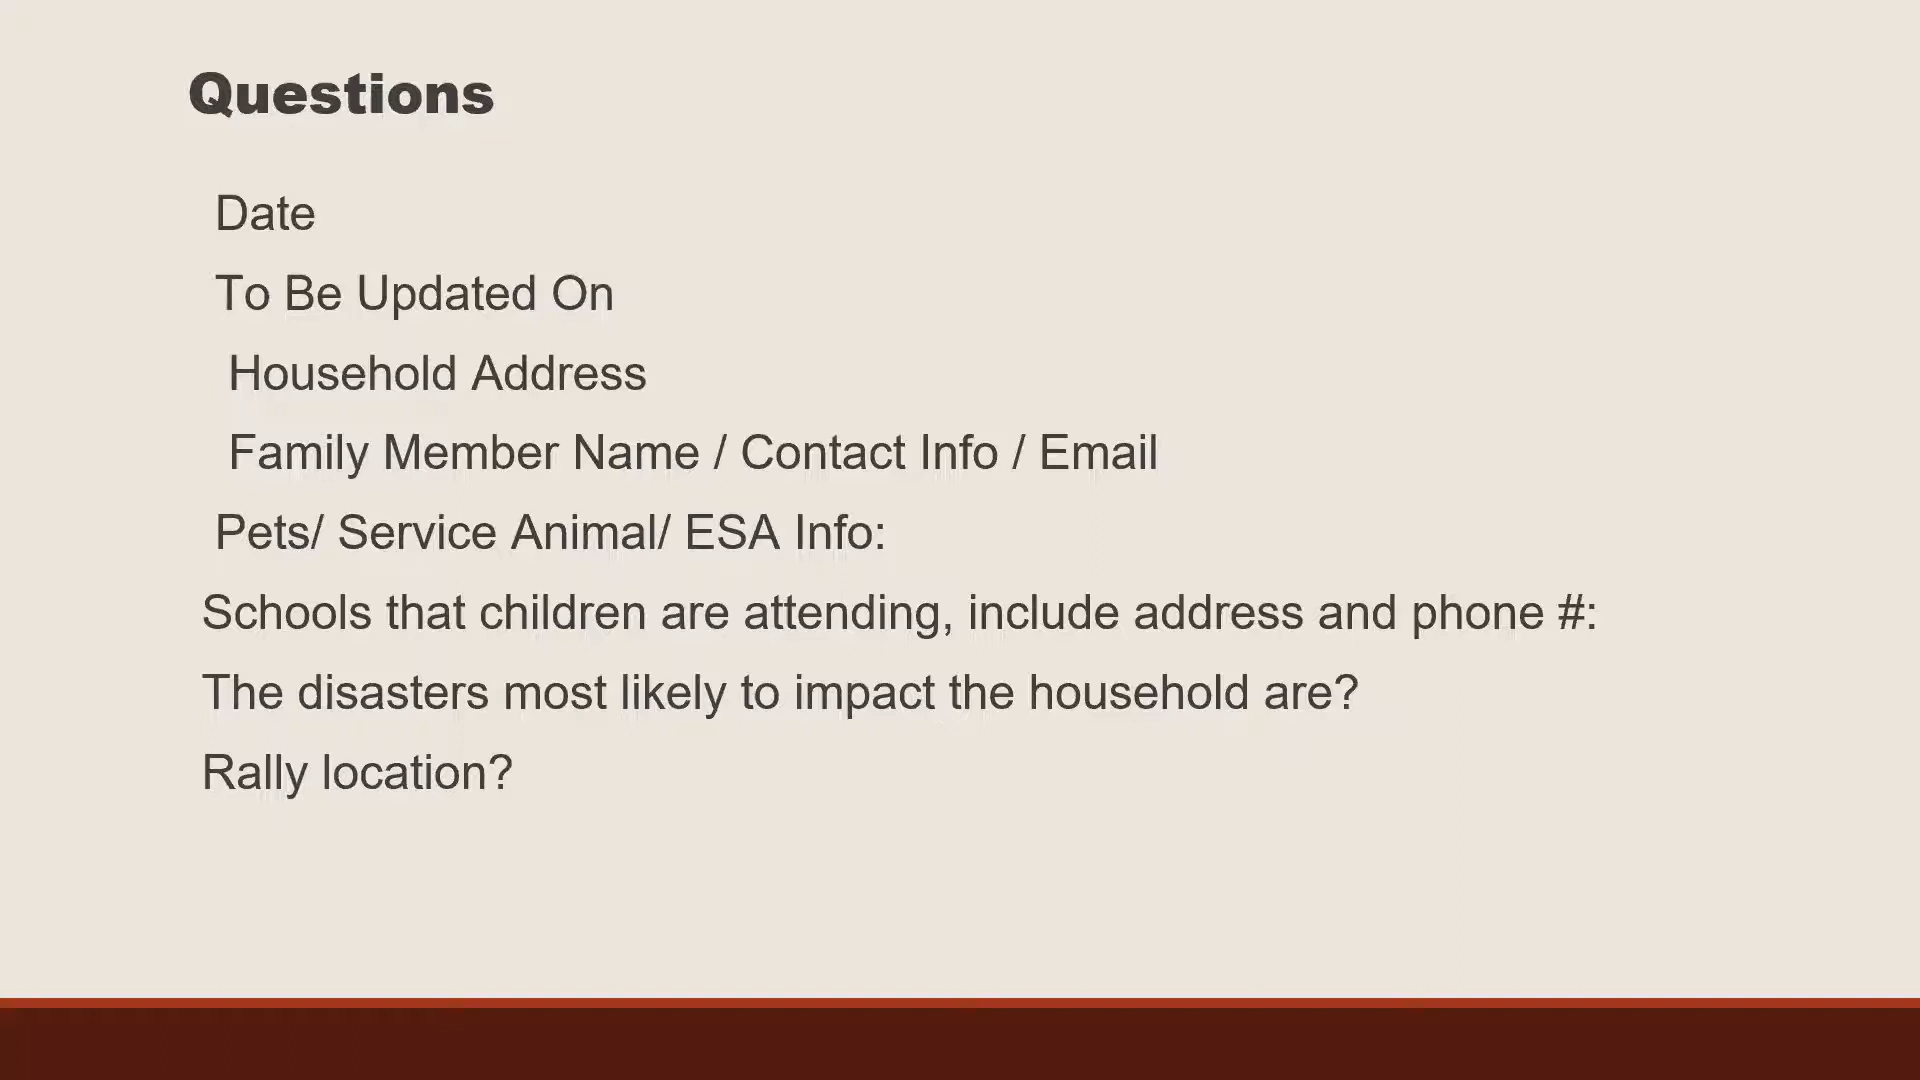 Questions
Date
To Be Updated On
Household Address
Family Member Name / Contact Info / Email
Pets/ Service Animal/ ESA Info:
Schools that children are attending, include address and phone #:
The disasters most likely to impact the household are?
Rally location?